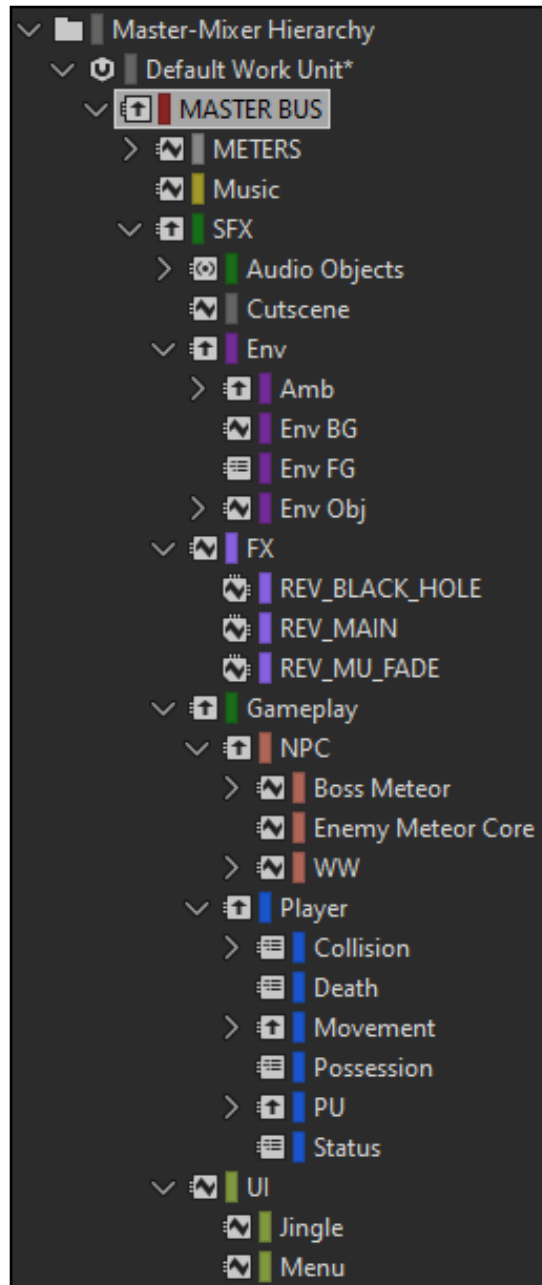 Master-Mixer Hierarchy
Default Work Unit*
MASTER BUS
METERS
Music
SFX
Audio Objects
Cutscene
Env
Amb
Env BG
Env FG
Env Obj
FX
REV_BLACK_HOLE
REV_MAIN
REV_MU_FADE
Gameplay
NPC
Boss Meteor
Enemy Meteor Core
WW
Player
Collision
Death
Movement
Possession
PU
Status
UI
Jingle
Menu